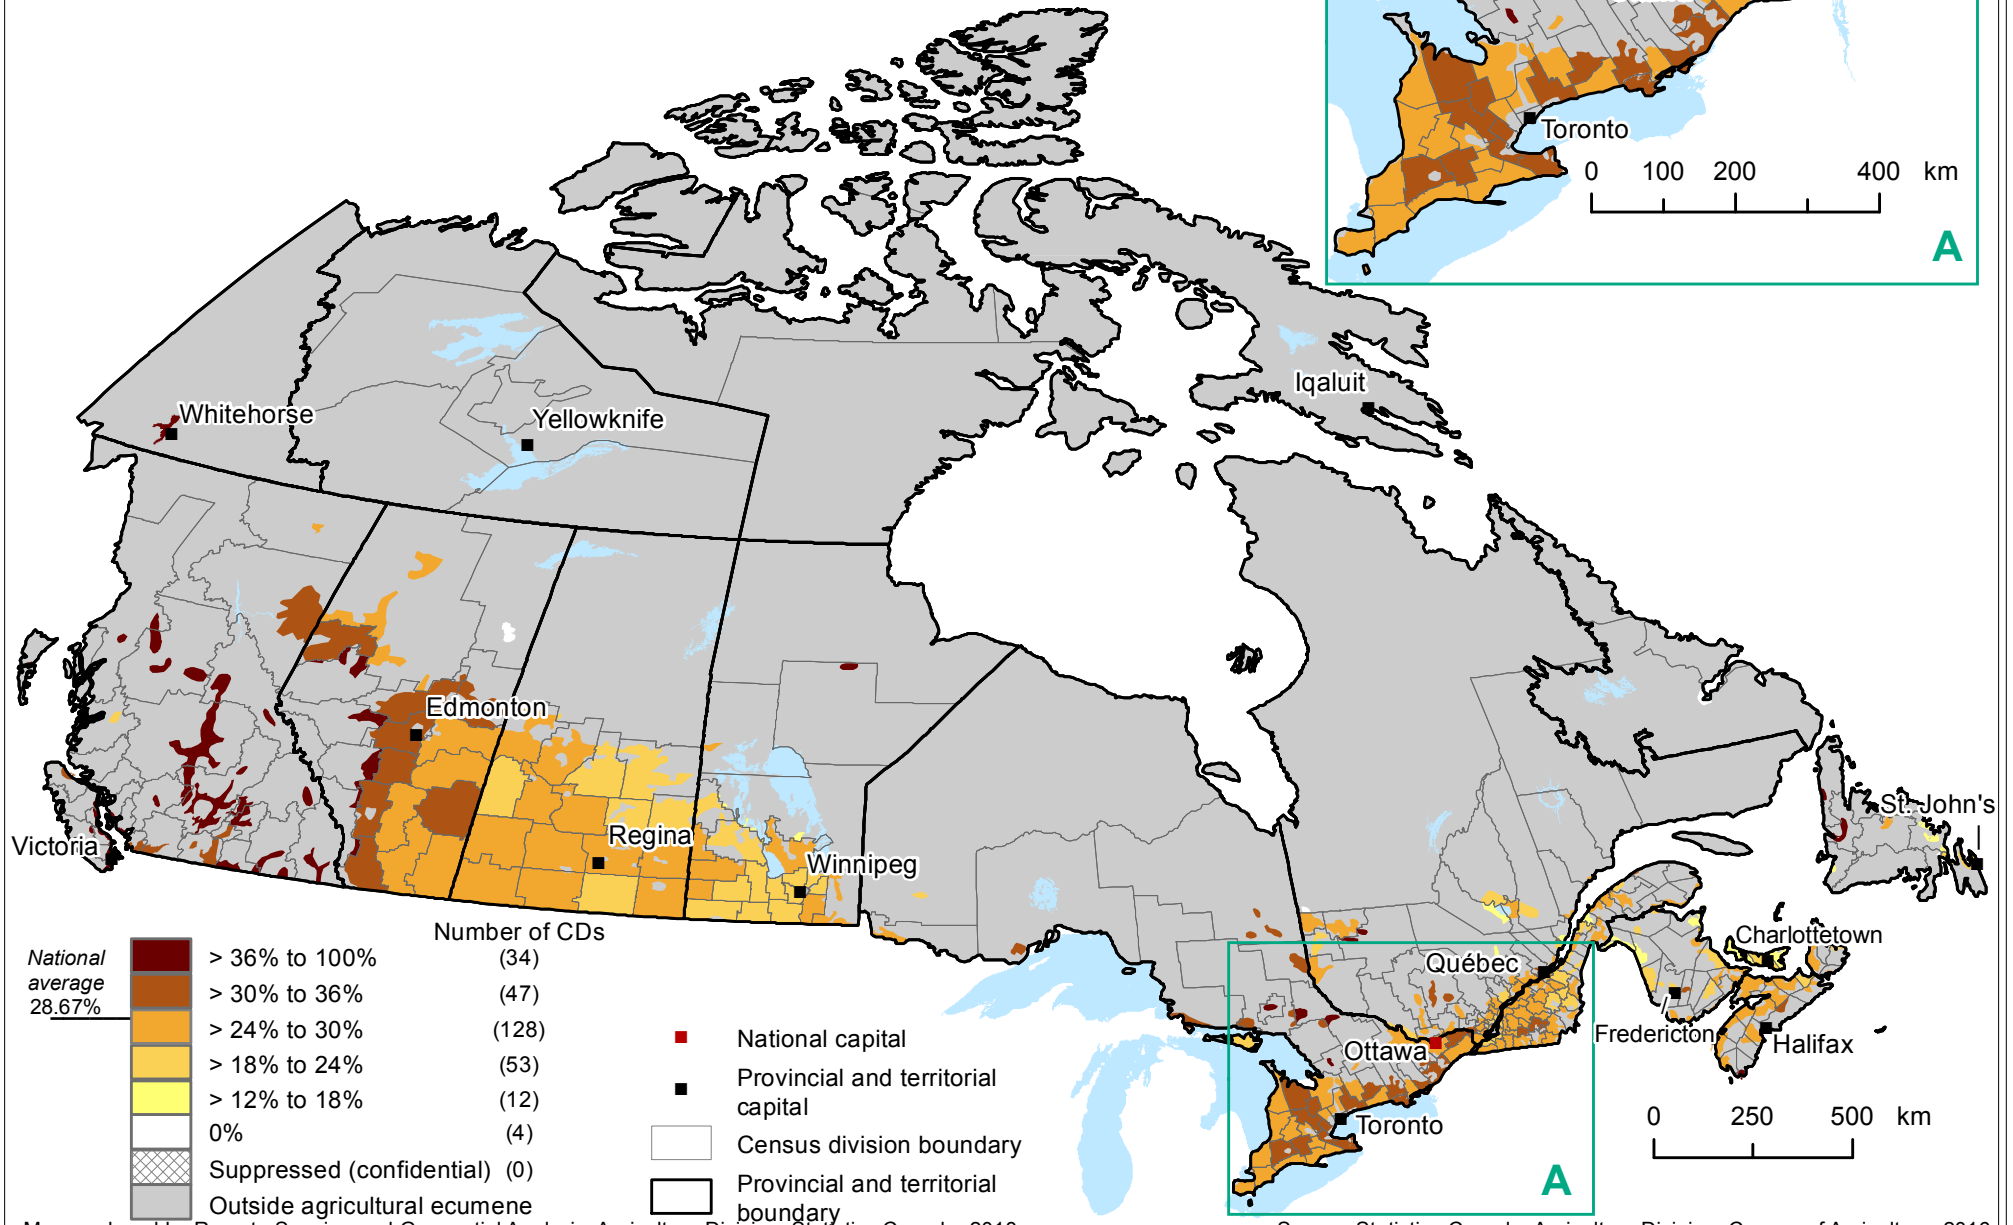 Toronto
0 100 200 400 km
A
Iqaluit
Whitehorse
Yellowknife
Edmonton
St. John's
Regina
Victoria
Winnipeg
Number of CDs
National
average
28.67%
> 36% to 100% (34)
> 30% to 36% (47)
> 24% to 30% (128)
> 18% to 24% (53)
> 12% to 18% (12)
0% (4)
Suppressed (confidential) (0)
Outside agricultural ecumene
National capital
Provincial and territorial
capital
Census division boundary
Provincial and territorial
boundary
Charlottetown
Québec
Fredericton
Halifax
Ottawa
Toronto
0 250 500 km
A